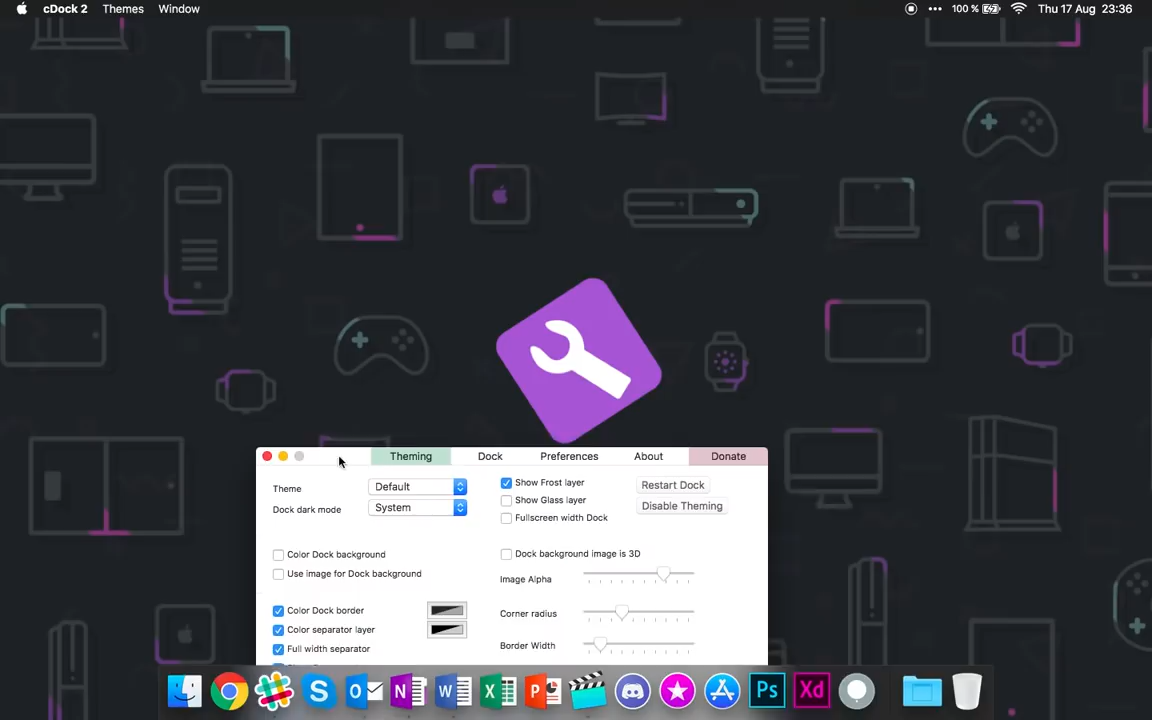 cDock 2 Themes Window 100 % Thu 17 Aug 23:36
Theming Dock Preferences About Donate
Theme Default
Dock dark mode System
Show Frost layer
Show Glass layer
Fullscreen width Dock
Restart Dock
Disable Theming
Color Dock background
Use image for Dock background
Dock background image is 3D
Image Alpha
Corner radius
Border Width
Color Dock border
Color separator layer
Full width separator
S O N W X P Ps Xd